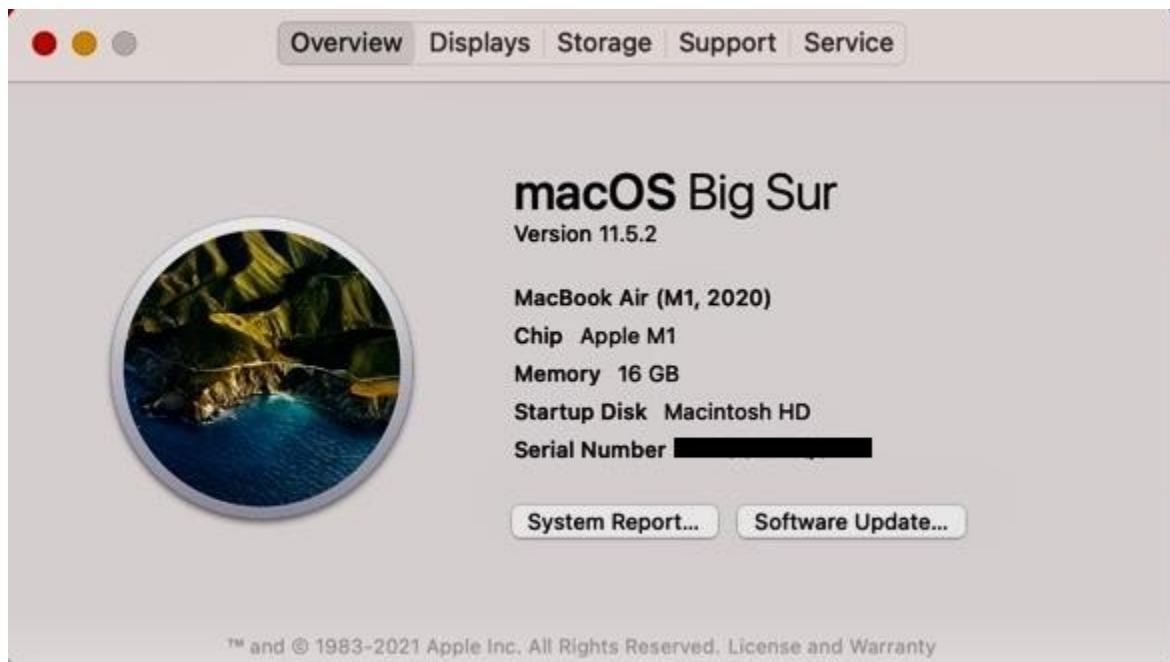 Overview Displays Storage Support Service
macOS Big Sur
Version 11.5.2
MacBook Air (M1, 2020)
Chip Apple M1
Memory 16 GB
Startup Disk Macintosh HD
Serial Number
System Report... Software Update...
™ and © 1983-2021 Apple Inc. All Rights Reserved. License and Warranty